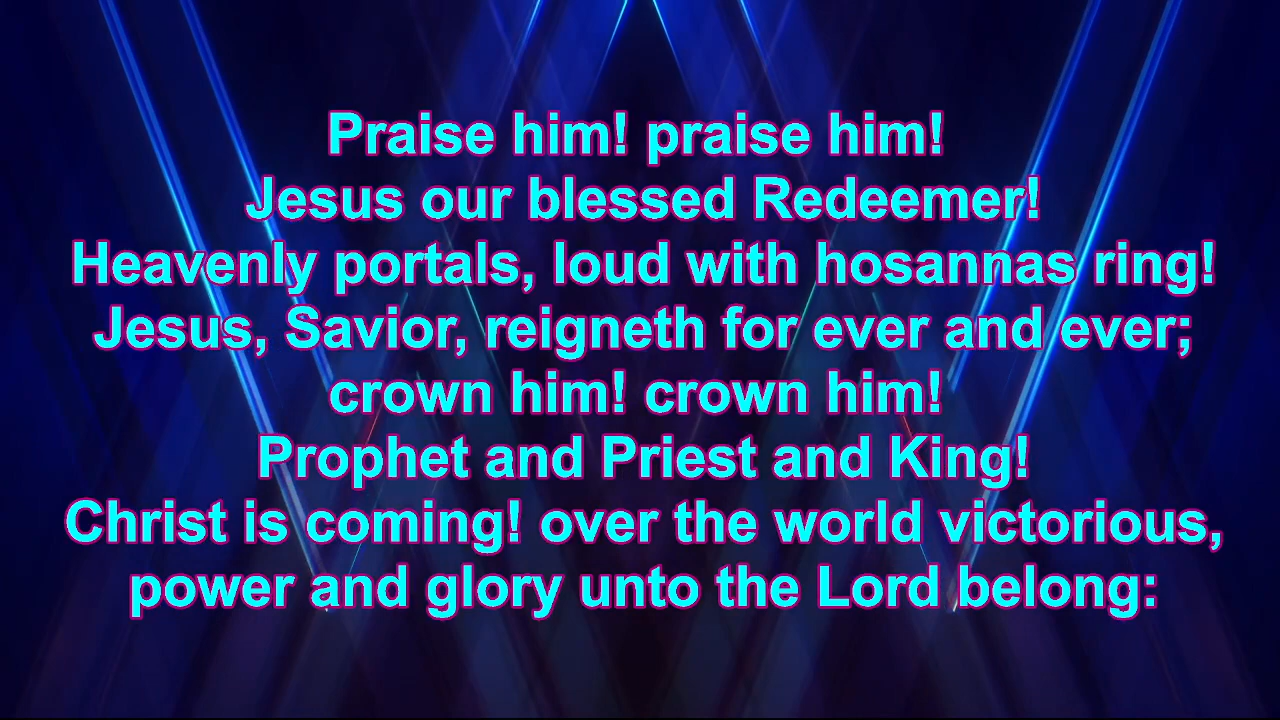 Praise him! praise him!
Jesus our blessed Redeemer!
Heavenly portals, loud with hosannas ring!
Jesus, Savior, reigneth for ever and ever;
crown him! crown him!
Prophet and Priest and King!
Christ is coming! over the world victorious,
power and glory unto the Lord belong: